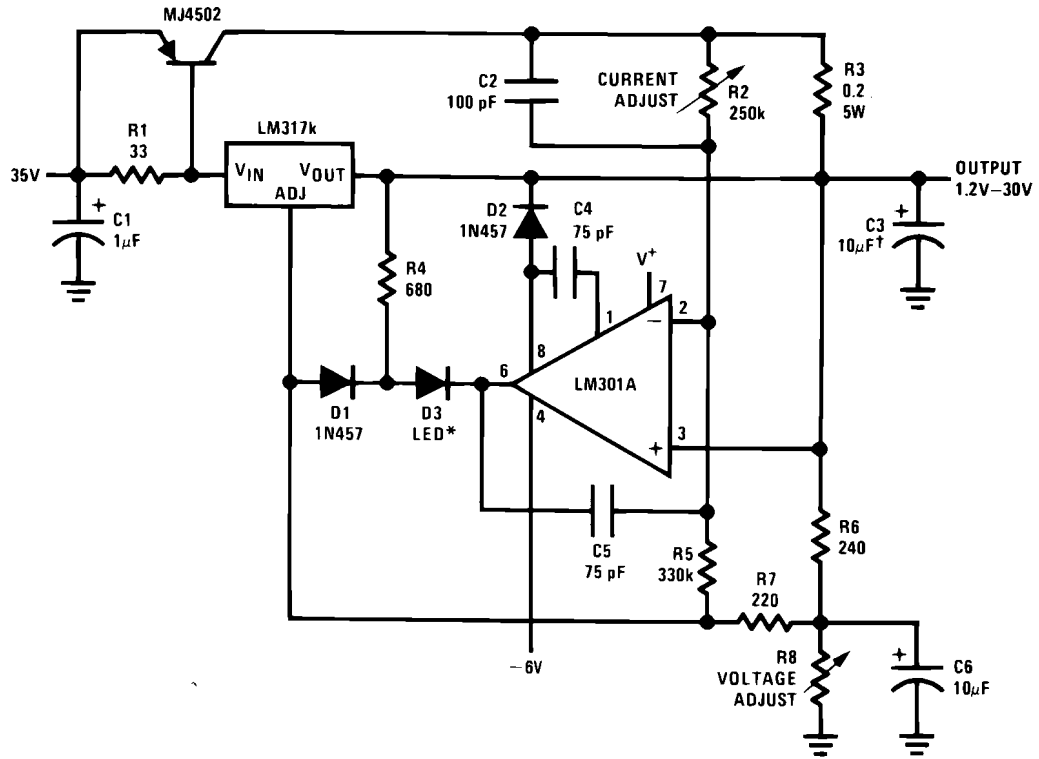 MJ4502
C2
100 pF
CURRENT
ADJUST
R2
250k
R3
0.2
5W
R1
33
LM317k
35V
VIN
VOUT
ADJ
OUTPUT
1.2V–30V
+
C1
1μF
D2
1N457
C4
75 pF
+
C3
10μF†
R4
680
V+
7
1
2
–
8
6
LM301A
4
D1
1N457
D3
LED*
+
3
C5
75 pF
R5
330k
R6
240
R7
220
–6V
R8
VOLTAGE
ADJUST
+
C6
10μF